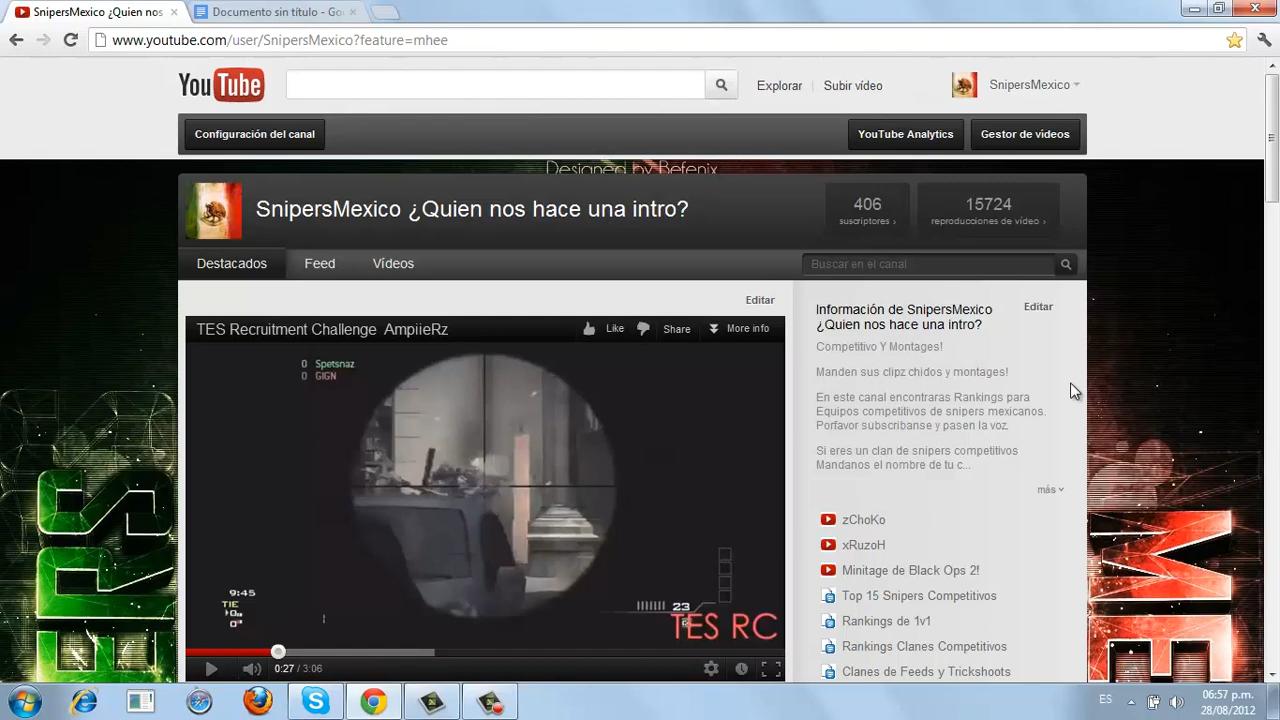 SnipersMexico ¿Quien nos
Documento sin título - Goo
www.youtube.com/user/SnipersMexico?feature=mhee
YouTube
Explorar
Subir vídeo
SnipersMexico
Configuración del canal
YouTube Analytics
Gestor de videos
Designed by Befenix
SnipersMexico ¿Quien nos hace una intro?
406
suscriptores ›
15724
reproducciones de vídeo ›
Destacados
Feed
Vídeos
Buscar en el canal
Editar
TES Recruitment Challenge AmpiieRz
Like
Share
More info
0 Spetsnaz
0 GIGN
9:45
TIE
23
TES RC
0:27 / 3:06
Editar
Información de SnipersMexico
¿Quien nos hace una intro?
Competitivo Y Montages!
Manden sus clipz chidos y montages!
En este canal encontraras Rankings para
Equipos competitivos de snipers mexicanos.
Porfavor subscribanse y pasen la voz.
Si eres un clan de snipers competitivos
Mandanos el nombre de tu c...
más
zChoKo
xRuzoH
Minitage de Black Ops 2!
Top 15 Snipers Competitivos
Rankings de 1v1
Rankings Clanes Competitivos
Clanes de Feeds y Trickshoots
ES
06:57 p.m.
28/08/2012